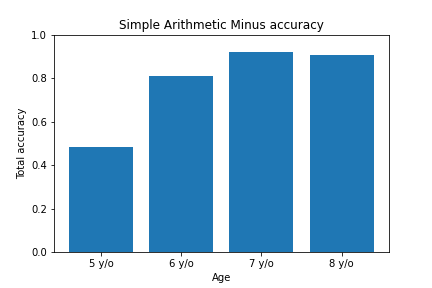 Simple Arithmetic Minus accuracy
Total accuracy
1.0
0.8
0.6
0.4
0.2
0.0
5 y/o
6 y/o
7 y/o
8 y/o
Age